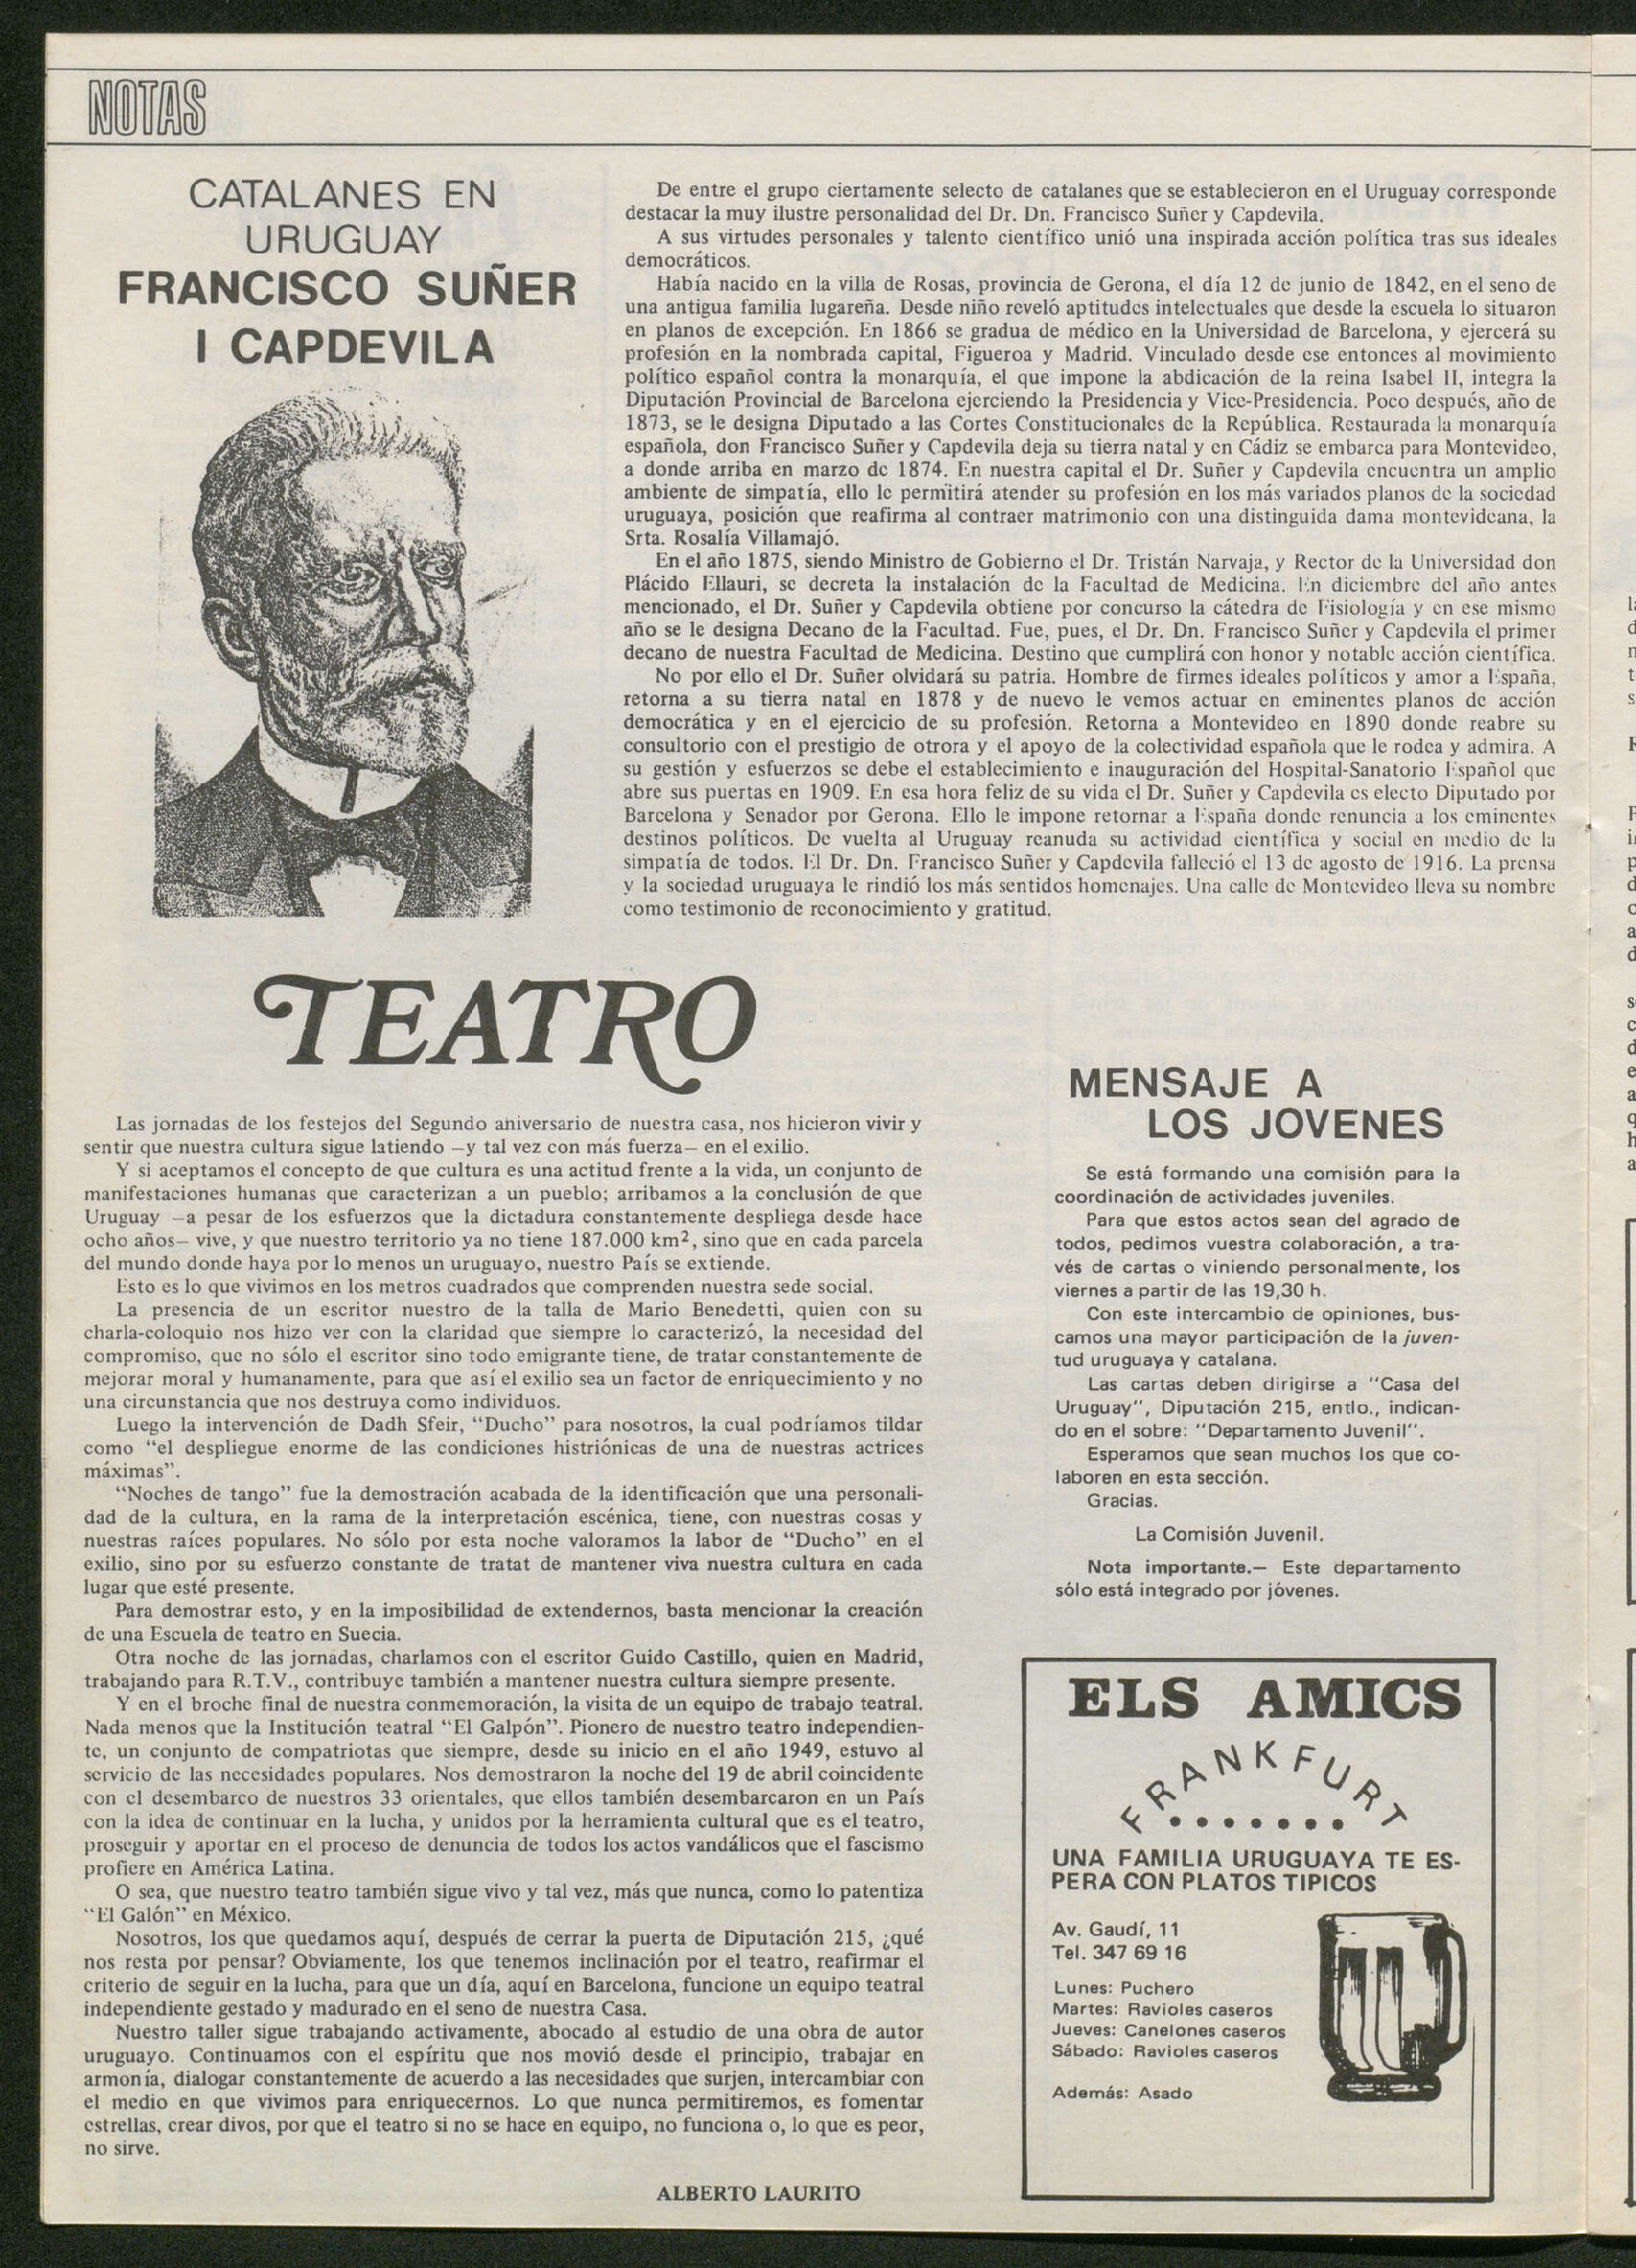 NOTAS
CATALANES EN
URUGUAY
FRANCISCO SUÑER
I CAPDEVILA
De entre el grupo ciertamente selecto de catalanes que se establecieron en el Uruguay corresponde
destacar la muy ilustre personalidad del Dr. Dn. Francisco Suñer y Capdevila.
A sus virtudes personales y talento científico unió una inspirada acción política tras sus ideales
democráticos.
Había nacido en la villa de Rosas, provincia de Gerona, el día 12 de junio de 1842, en el seno de
una antigua familia lugareña. Desde niño reveló aptitudes intelectuales que desde la escuela lo situaron
en planos de excepción. En 1866 se gradua de médico en la Universidad de Barcelona, y ejercerá su
profesión en la nombrada capital, Figueroa y Madrid. Vinculado desde ese entonces al movimiento
político español contra la monarquía, el que impone la abdicación de la reina Isabel II, integra la
Diputación Provincial de Barcelona ejerciendo la Presidencia y Vice-Presidencia. Poco después, año de
1873, se le designa Diputado a las Cortes Constitucionales de la República. Restaurada la monarquía
española, don Francisco Suñer y Capdevila deja su tierra natal y en Cádiz se embarca para Montevideo,
a donde arriba en marzo de 1874. En nuestra capital el Dr. Suñer y Capdevila encuentra un amplio
ambiente de simpatía, ello le permitirá atender su profesión en los más variados planos de la sociedad
uruguaya, posición que reafirma al contraer matrimonio con una distinguida dama montevideana, la
Srta. Rosalía Villamajó.
En el año 1875, siendo Ministro de Gobierno el Dr. Tristán Narvaja, y Rector de la Universidad don
Plácido Ellauri, se decreta la instalación de la Facultad de Medicina. En diciembre del año antes
mencionado, el Dr. Suñer y Capdevila obtiene por concurso la cátedra de Fisiología y en ese mismo
año se le designa Decano de la Facultad. Fue, pues, el Dr. Dn. Francisco Suñer y Capdevila el primer
decano de nuestra Facultad de Medicina. Destino que cumplirá con honor y notable acción científica.
No por ello el Dr. Suñer olvidará su patria. Hombre de firmes ideales políticos y amor a España,
retorna a su tierra natal en 1878 y de nuevo le vemos actuar en eminentes planos de acción
democrática y en el ejercicio de su profesión. Retorna a Montevideo en 1890 donde reabre su
consultorio con el prestigio de otrora y el apoyo de la colectividad española que le rodea y admira. A
su gestión y esfuerzos se debe el establecimiento e inauguración del Hospital-Sanatorio Español que
abre sus puertas en 1909. En esa hora feliz de su vida el Dr. Suñer y Capdevila es electo Diputado por
Barcelona y Senador por Gerona. Ello le impone retornar a España donde renuncia a los eminentes
destinos políticos. De vuelta al Uruguay reanuda su actividad científica y social en medio de la
simpatía de todos. El Dr. Dn. Francisco Suñer y Capdevila falleció el 13 de agosto de 1916. La prensa
y la sociedad uruguaya le rindió los más sentidos homenajes. Una calle de Montevideo lleva su nombre
como testimonio de reconocimiento y gratitud.
TEATRO
Las jornadas de los festejos del Segundo aniversario de nuestra casa, nos hicieron vivir y
sentir que nuestra cultura sigue latiendo —y tal vez con más fuerza— en el exilio.
Y si aceptamos el concepto de que cultura es una actitud frente a la vida, un conjunto de
manifestaciones humanas que caracterizan a un pueblo; arribamos a la conclusión de que
Uruguay —a pesar de los esfuerzos que la dictadura constantemente despliega desde hace
ocho años— vive, y que nuestro territorio ya no tiene 187.000 km², sino que en cada parcela
del mundo donde haya por lo menos un uruguayo, nuestro País se extiende.
Esto es lo que vivimos en los metros cuadrados que comprenden nuestra sede social.
La presencia de un escritor nuestro de la talla de Mario Benedetti, quien con su
charla-coloquio nos hizo ver con la claridad que siempre lo caracterizó, la necesidad del
compromiso, que no sólo el escritor sino todo emigrante tiene, de tratar constantemente de
mejorar moral y humanamente, para que así el exilio sea un factor de enriquecimiento y no
una circunstancia que nos destruya como individuos.
Luego la intervención de Dadh Sfeir, “Ducho” para nosotros, la cual podríamos tildar
como “el despliegue enorme de las condiciones histriónicas de una de nuestras actrices
máximas”.
“Noches de tango” fue la demostración acabada de la identificación que una personali-
dad de la cultura, en la rama de la interpretación escénica, tiene, con nuestras cosas y
nuestras raíces populares. No sólo por esta noche valoramos la labor de “Ducho” en el
exilio, sino por su esfuerzo constante de tratat de mantener viva nuestra cultura en cada
lugar que esté presente.
Para demostrar esto, y en la imposibilidad de extendernos, basta mencionar la creación
de una Escuela de teatro en Suecia.
Otra noche de las jornadas, charlamos con el escritor Guido Castillo, quien en Madrid,
trabajando para R.T.V., contribuye también a mantener nuestra cultura siempre presente.
Y en el broche final de nuestra conmemoración, la visita de un equipo de trabajo teatral.
Nada menos que la Institución teatral “El Galpón”. Pionero de nuestro teatro independien-
te, un conjunto de compatriotas que siempre, desde su inicio en el año 1949, estuvo al
servicio de las necesidades populares. Nos demostraron la noche del 19 de abril coincidente
con el desembarco de nuestros 33 orientales, que ellos también desembarcaron en un País
con la idea de continuar en la lucha, y unidos por la herramienta cultural que es el teatro,
proseguir y aportar en el proceso de denuncia de todos los actos vandálicos que el fascismo
profiere en América Latina.
O sea, que nuestro teatro también sigue vivo y tal vez, más que nunca, como lo patentiza
“El Galón” en México.
Nosotros, los que quedamos aquí, después de cerrar la puerta de Diputación 215, ¿qué
nos resta por pensar? Obviamente, los que tenemos inclinación por el teatro, reafirmar el
criterio de seguir en la lucha, para que un día, aquí en Barcelona, funcione un equipo teatral
independiente gestado y madurado en el seno de nuestra Casa.
Nuestro taller sigue trabajando activamente, abocado al estudio de una obra de autor
uruguayo. Continuamos con el espíritu que nos movió desde el principio, trabajar en
armonía, dialogar constantemente de acuerdo a las necesidades que surjen, intercambiar con
el medio en que vivimos para enriquecernos. Lo que nunca permitiremos, es fomentar
estrellas, crear divos, por que el teatro si no se hace en equipo, no funciona o, lo que es peor,
no sirve.
ALBERTO LAURITO
MENSAJE A
LOS JOVENES
Se está formando una comisión para la
coordinación de actividades juveniles.
Para que estos actos sean del agrado de
todos, pedimos vuestra colaboración, a tra-
vés de cartas o viniendo personalmente, los
viernes a partir de las 19,30 h.
Con este intercambio de opiniones, bus-
camos una mayor participación de la juven-
tud uruguaya y catalana.
Las cartas deben dirigirse a “Casa del
Uruguay”, Diputación 215, entlo., indican-
do en el sobre: “Departamento Juvenil”.
Esperamos que sean muchos los que co-
laboren en esta sección.
Gracias.
La Comisión Juvenil.
Nota importante.— Este departamento
sólo está integrado por jóvenes.
ELS AMICS
FRANKFURT
UNA FAMILIA URUGUAYA TE ES-
PERA CON PLATOS TIPICOS
Av. Gaudí, 11
Tel. 347 69 16
Lunes: Puchero
Martes: Ravioles caseros
Jueves: Canelones caseros
Sábado: Ravioles caseros
Además: Asado